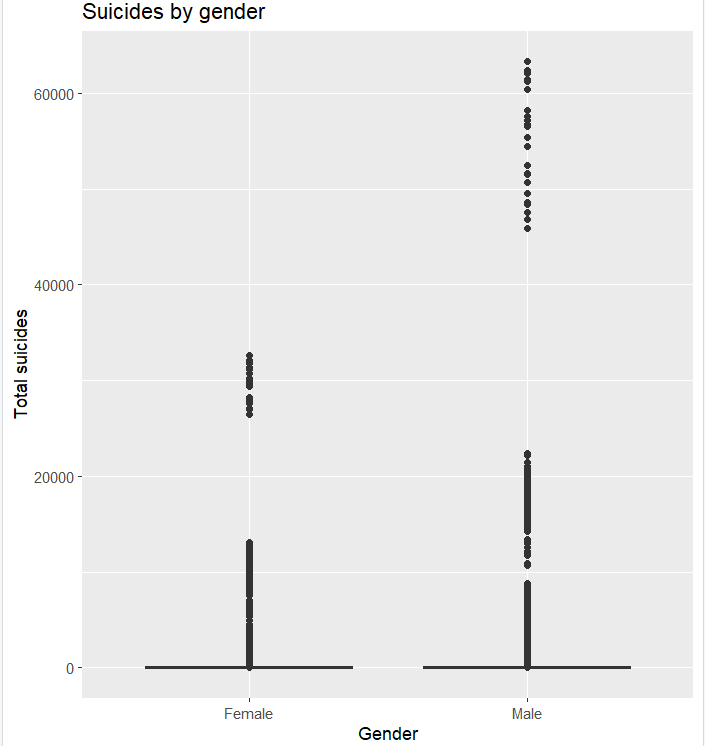 Suicides by gender
60000
40000
20000
0
Total suicides
Female Male
Gender